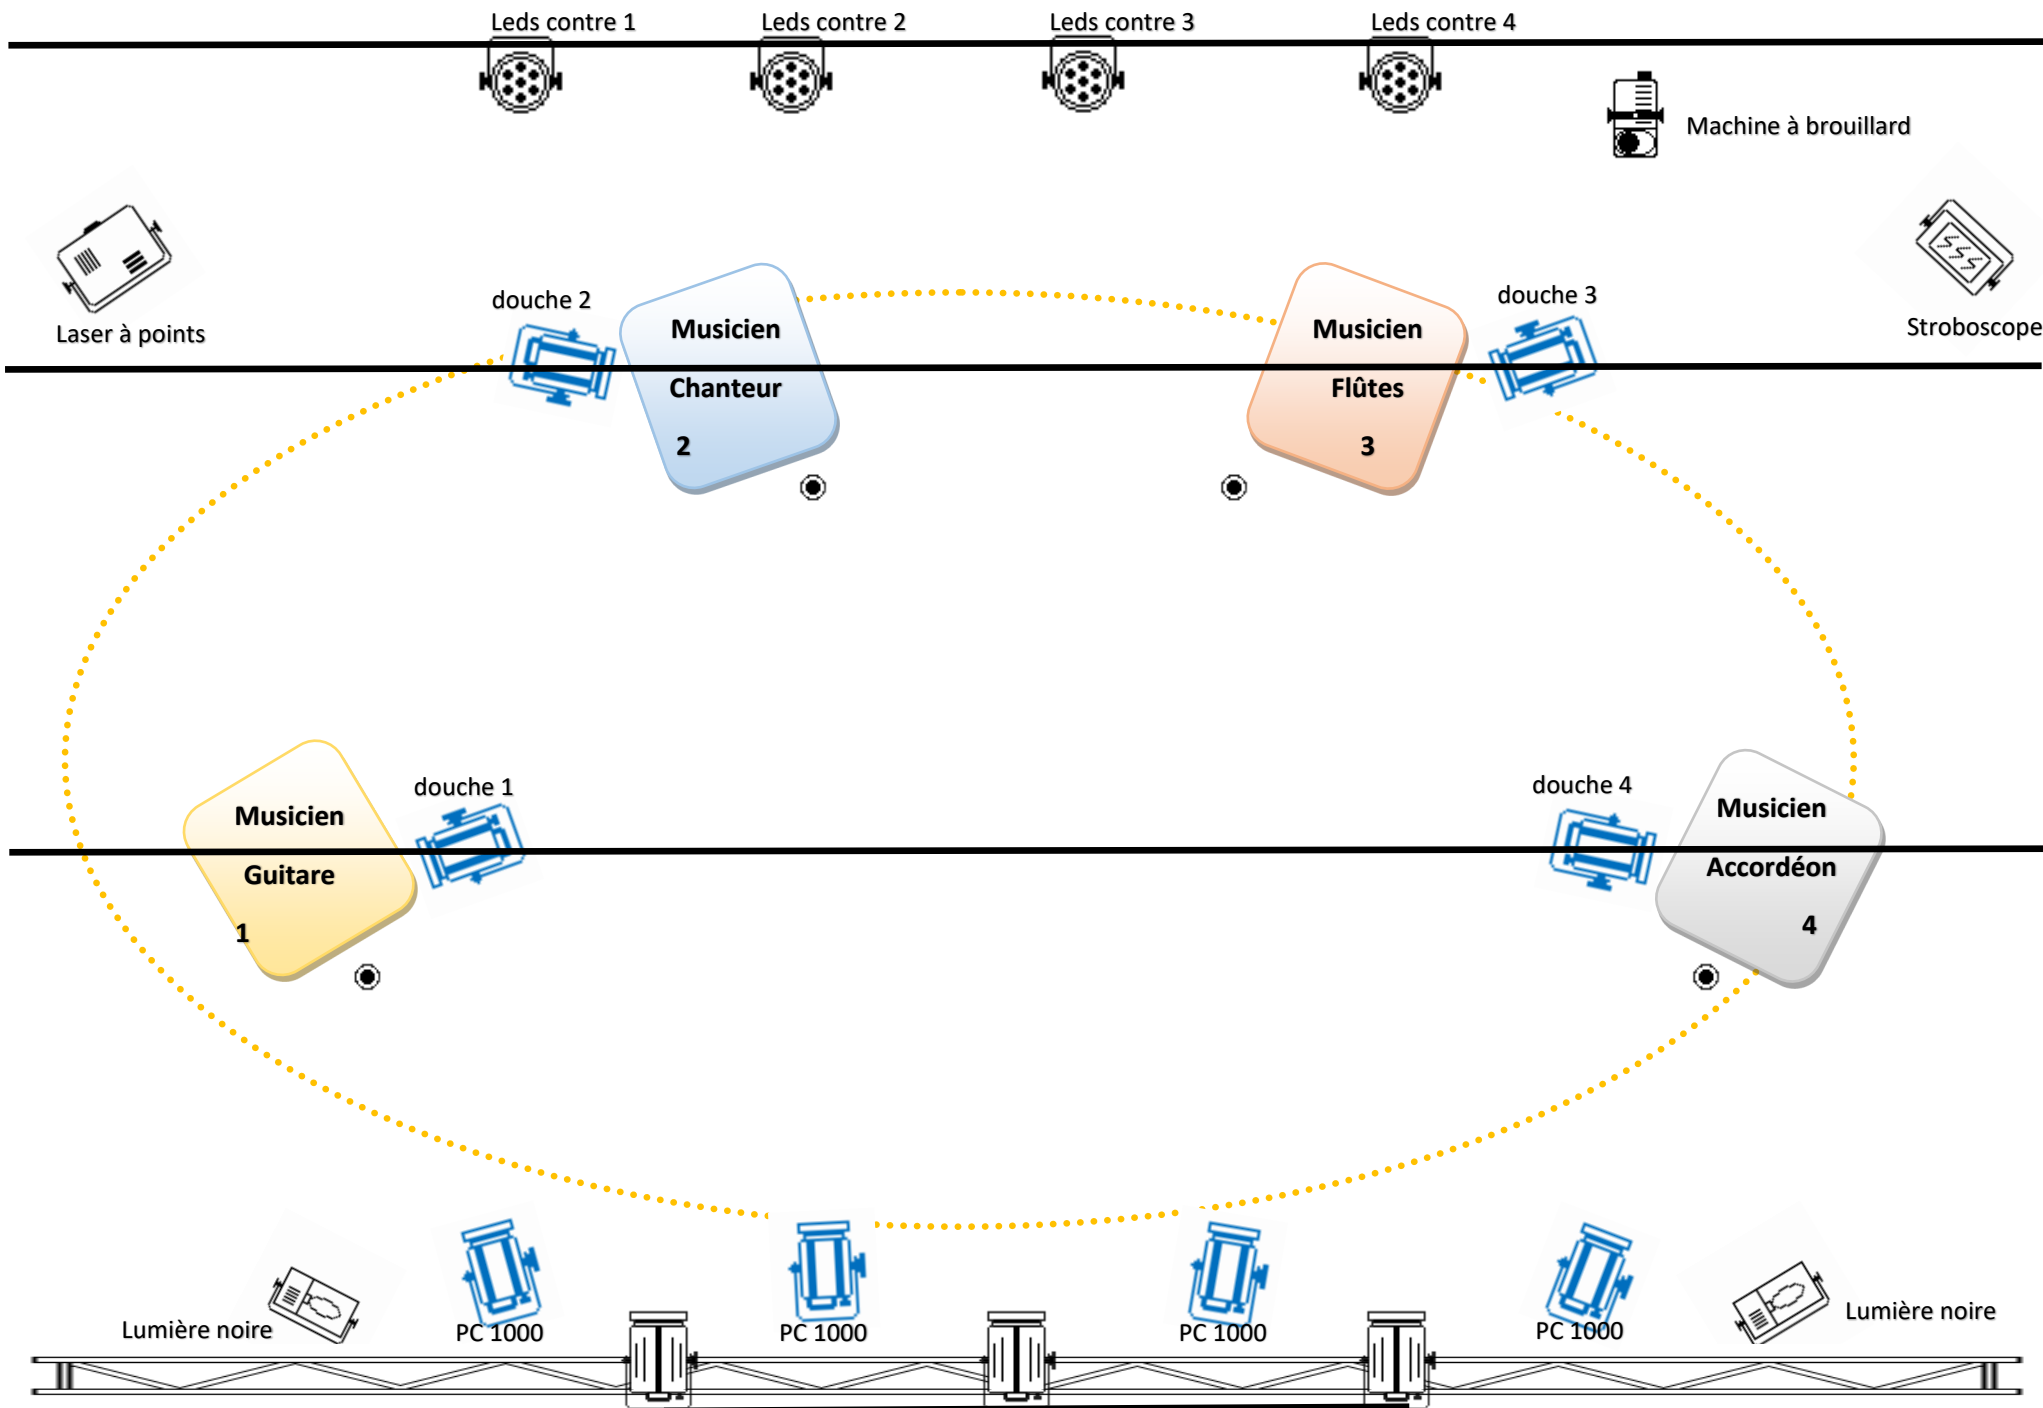 Leds contre 1
Leds contre 2
Leds contre 3
Leds contre 4
Machine à brouillard
Laser à points
Stroboscope
douche 2
Musicien
Chanteur
2
Musicien
Flûtes
3
douche 3
Musicien
Guitare
1
douche 1
douche 4
Musicien
Accordéon
4
Lumière noire
PC 1000
PC 1000
PC 1000
PC 1000
Lumière noire